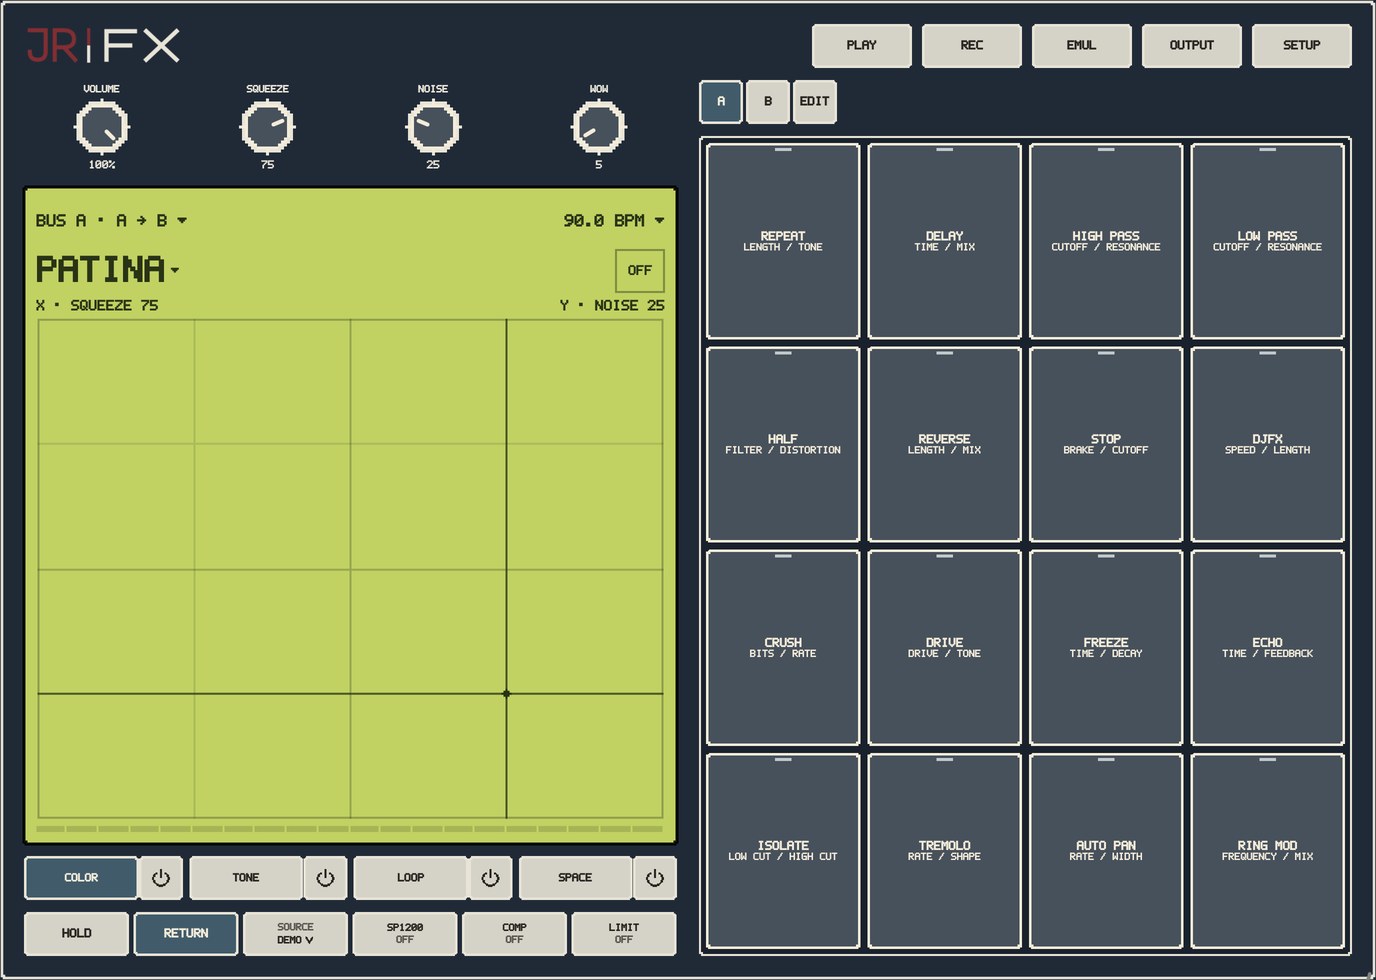 JR|FX
PLAY
REC
EMUL
OUTPUT
SETUP
VOLUME
SQUEEZE
NOISE
WOW
100%
75
25
5
A
B
EDIT
BUS A · A → B
90.0 BPM
PATINA
OFF
X · SQUEEZE 75
Y · NOISE 25
REPEAT
LENGTH / TONE
DELAY
TIME / MIX
HIGH PASS
CUTOFF / RESONANCE
LOW PASS
CUTOFF / RESONANCE
HALF
FILTER / DISTORTION
REVERSE
LENGTH / MIX
STOP
BRAKE / CUTOFF
DJFX
SPEED / LENGTH
CRUSH
BITS / RATE
DRIVE
DRIVE / TONE
FREEZE
TIME / DECAY
ECHO
TIME / FEEDBACK
ISOLATE
LOW CUT / HIGH CUT
TREMOLO
RATE / SHAPE
AUTO PAN
RATE / WIDTH
RING MOD
FREQUENCY / MIX
COLOR
TONE
LOOP
SPACE
HOLD
RETURN
SOURCE
DEMO
SP1200
OFF
COMP
OFF
LIMIT
OFF